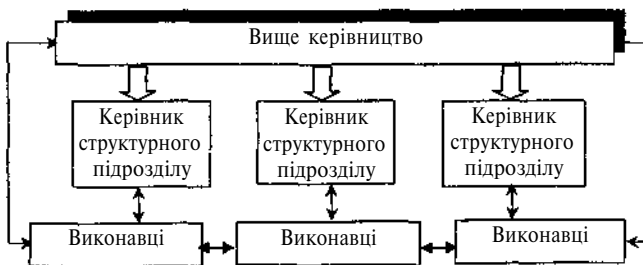 Вище керівництво
Керівник
структурного
підрозділу
Керівник
структурного
підрозділу
Керівник
структурного
підрозділу
Виконавці
Виконавці
Виконавці